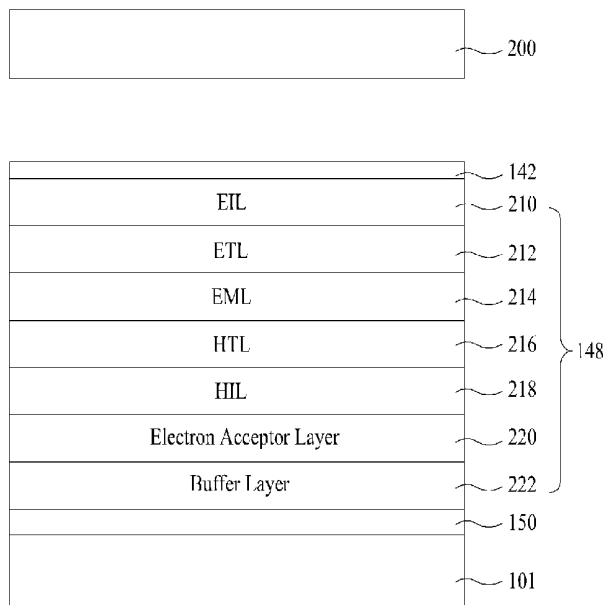 200
142
EIL 210
ETL 212
EML 214
HTL 216
148
HIL 218
Electron Acceptor Layer 220
Buffer Layer 222
150
101